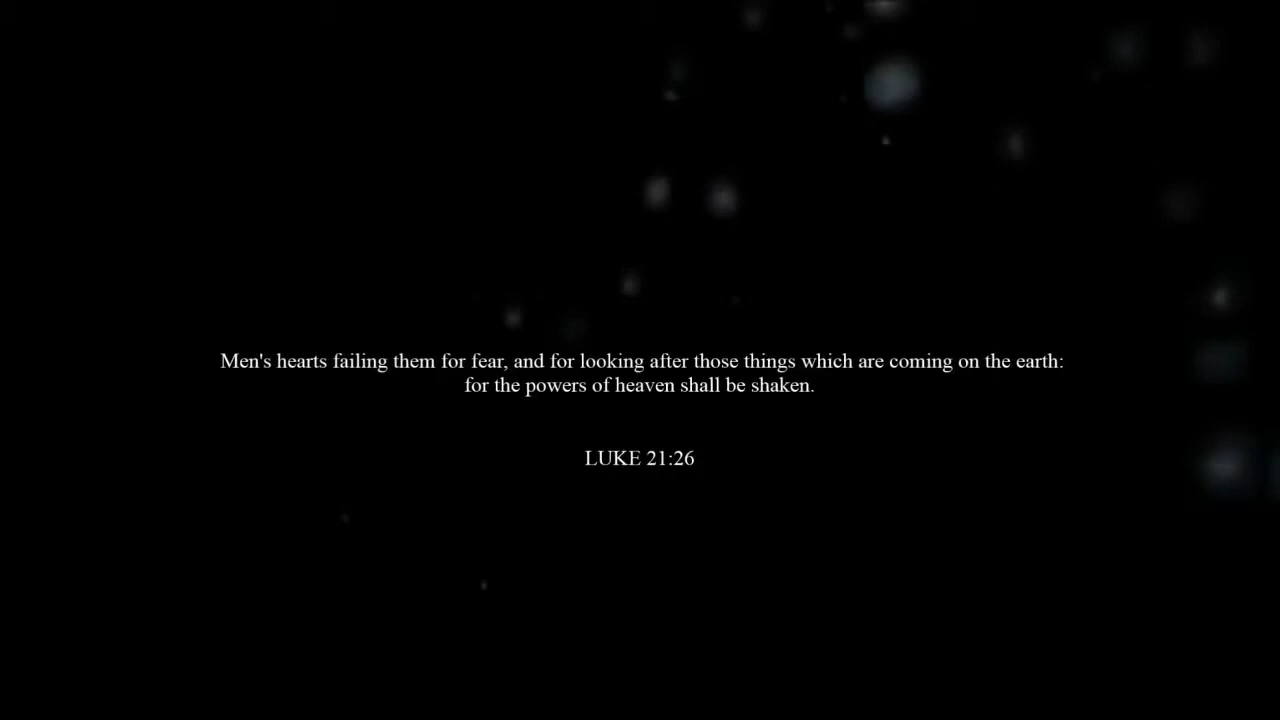 Men's hearts failing them for fear, and for looking after those things which are coming on the earth:
for the powers of heaven shall be shaken.
LUKE 21:26